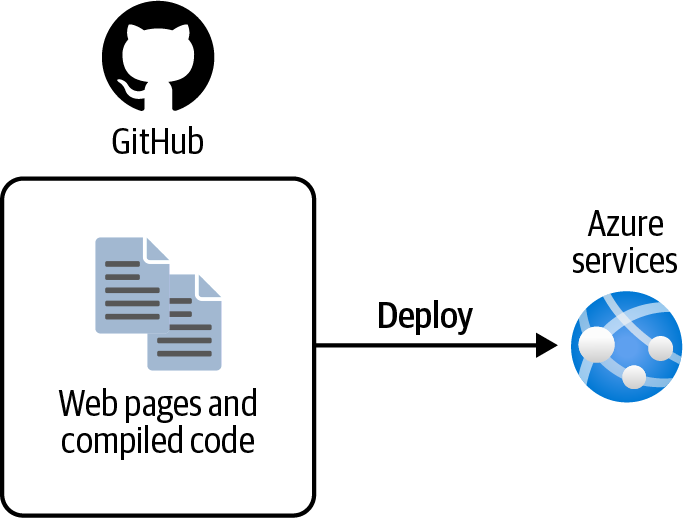 GitHub
Web pages and
compiled code
Deploy
Azure
services